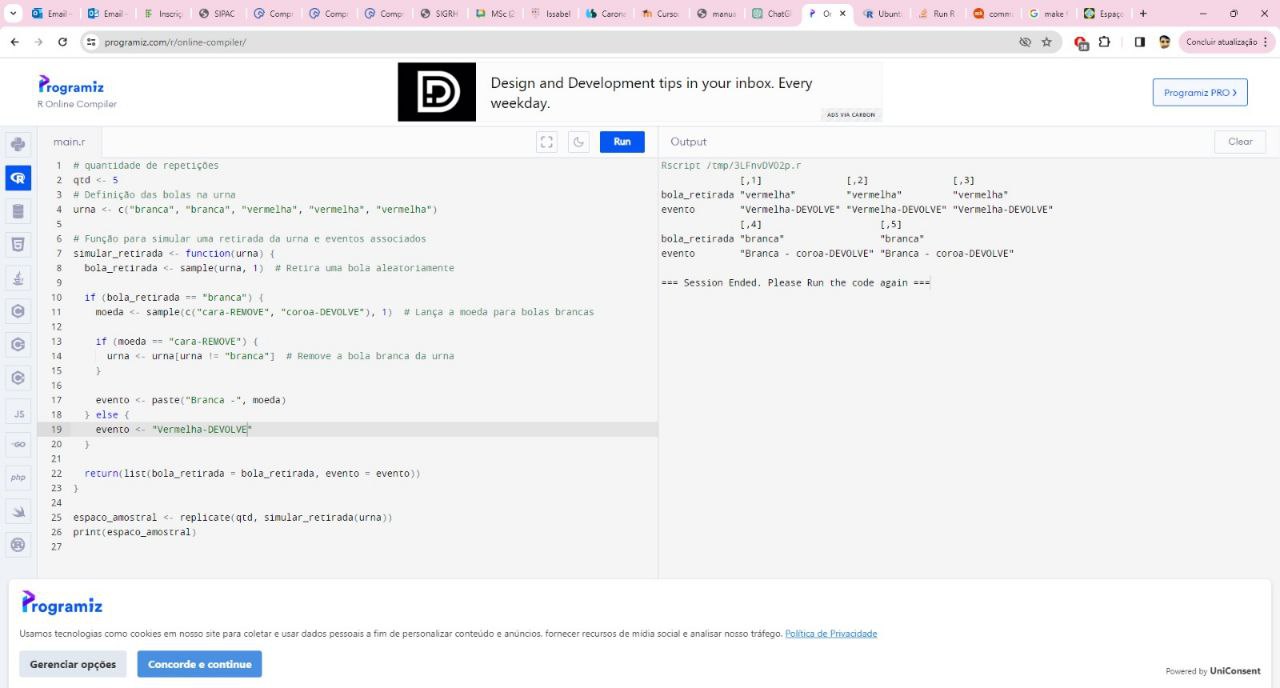 Email -
Email -
Inscriç
SIPAC
Compr
Compr
Compr
SIGRH
MSc (2
Issabel
Carona
Curso:
manua
ChatG
Ubunt
Run R
comm
make
Espaço
programiz.com/r/online-compiler/
58
Concluir atualização
Programiz
R Online Compiler
Design and Development tips in your inbox. Every
weekday.
ADS VIA CARBON
Programiz PRO >
main.r
Run
Output
Clear
1 # quantidade de repetições
2 qtd <- 5
3 # Definição das bolas na urna
4 urna <- c("branca", "branca", "vermelha", "vermelha", "vermelha")
5
6 # Função para simular uma retirada da urna e eventos associados
7 simular_retirada <- function(urna) {
8 bola_retirada <- sample(urna, 1) # Retira uma bola aleatoriamente
9
10 if (bola_retirada == "branca") {
11 moeda <- sample(c("cara-REMOVE", "coroa-DEVOLVE"), 1) # Lança a moeda para bolas brancas
12
13 if (moeda == "cara-REMOVE") {
14 urna <- urna[urna != "branca"] # Remove a bola branca da urna
15 }
16
17 evento <- paste("Branca -", moeda)
18 } else {
19 evento <- "Vermelha-DEVOLVE"
20 }
21
22 return(list(bola_retirada = bola_retirada, evento = evento))
23 }
24
25 espaco_amostral <- replicate(qtd, simular_retirada(urna))
26 print(espaco_amostral)
27
Rscript /tmp/3LFnvDVO2p.r
[,1] [,2] [,3]
bola_retirada "vermelha" "vermelha" "vermelha"
evento "Vermelha-DEVOLVE" "Vermelha-DEVOLVE" "Vermelha-DEVOLVE"
[,4] [,5]
bola_retirada "branca" "branca"
evento "Branca - coroa-DEVOLVE" "Branca - coroa-DEVOLVE"
=== Session Ended. Please Run the code again ===
JS
GO
php
Programiz
Usamos tecnologias como cookies em nosso site para coletar e usar dados pessoais a fim de personalizar conteúdo e anúncios, fornecer recursos de mídia social e analisar nosso tráfego. Política de Privacidade
Gerenciar opções
Concorde e continue
Powered by UniConsent